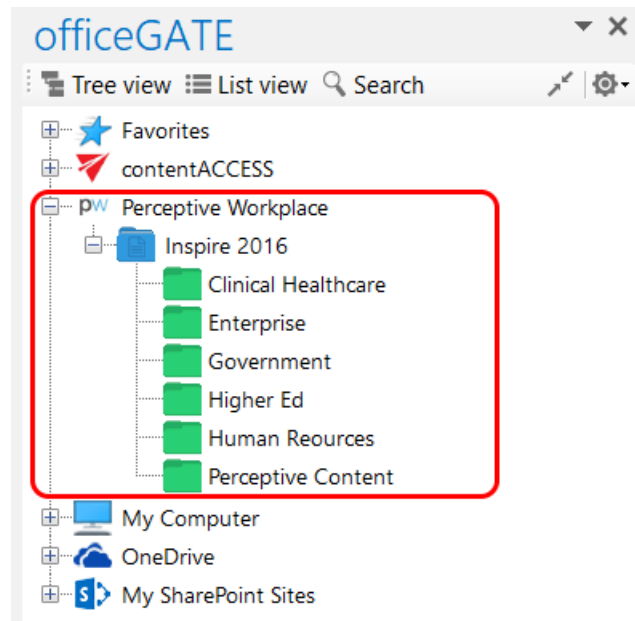 officeGATE
Tree view List view Search
Favorites
contentACCESS
pw Perceptive Workplace
Inspire 2016
Clinical Healthcare
Enterprise
Government
Higher Ed
Human Reources
Perceptive Content
My Computer
OneDrive
S My SharePoint Sites